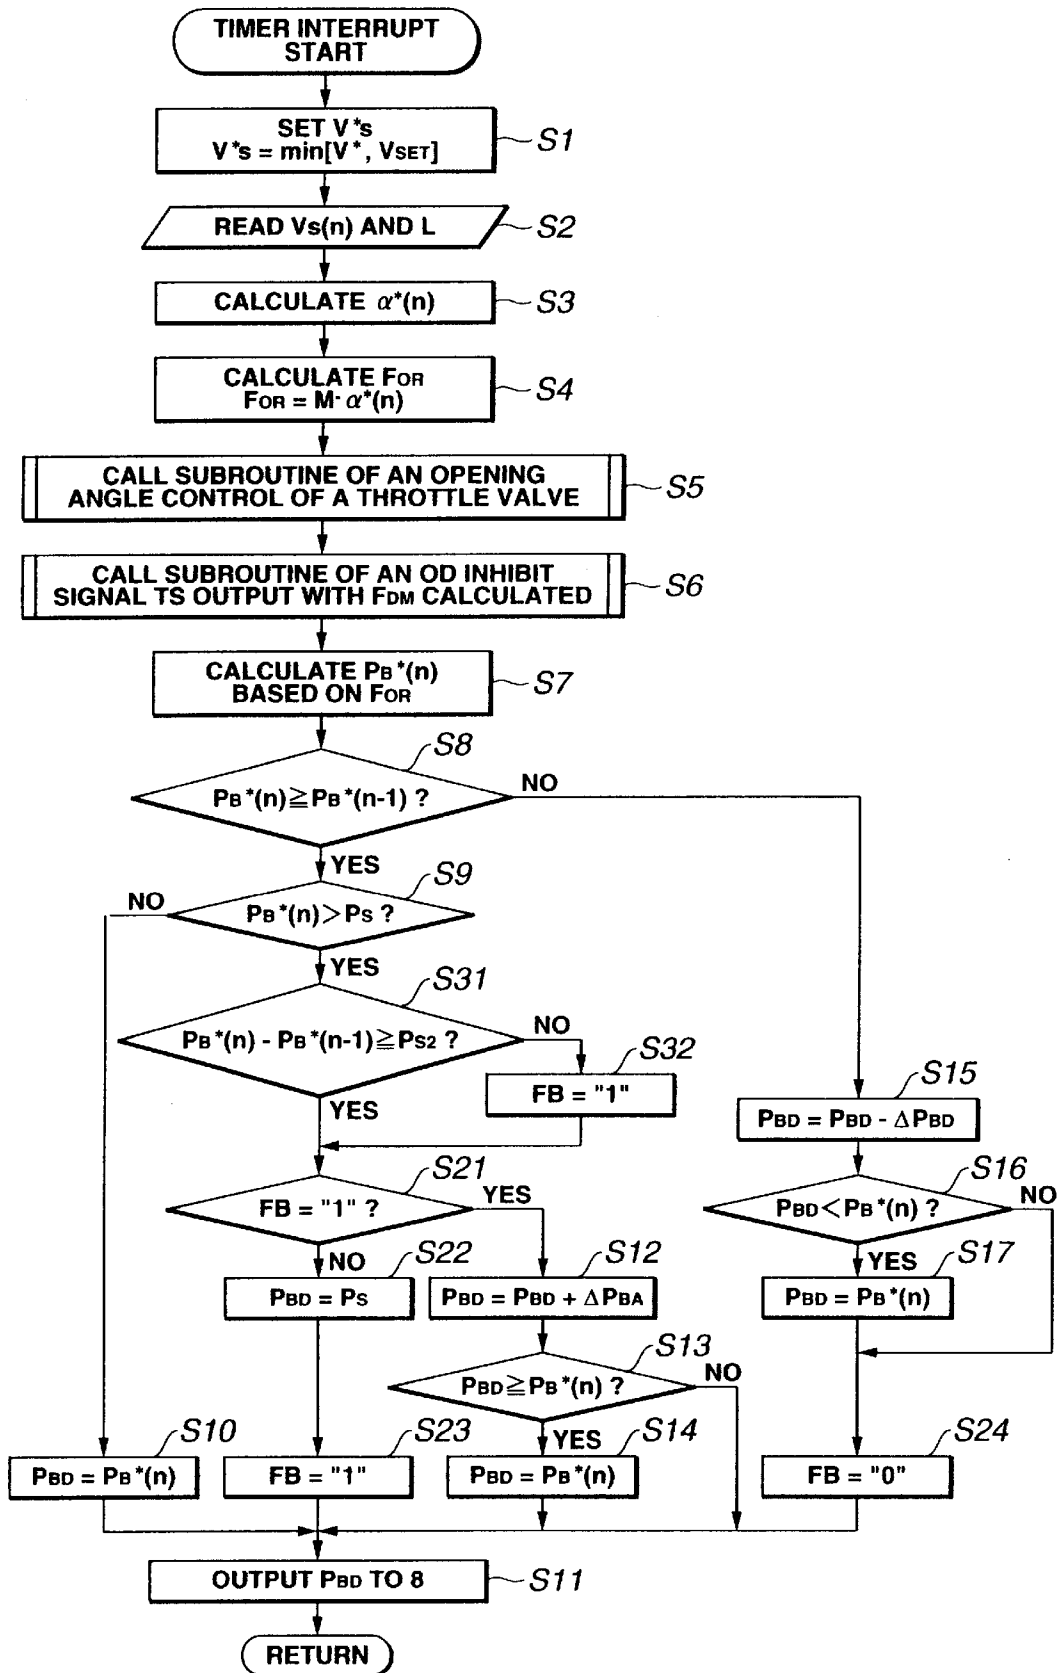 TIMER INTERRUPT
START
SET V*s
V*s = min[V*, VSET]
S1
READ Vs(n) AND L
S2
CALCULATE α*(n)
S3
CALCULATE FOR
FOR = M· α*(n)
S4
CALL SUBROUTINE OF AN OPENING
ANGLE CONTROL OF A THROTTLE VALVE
S5
CALL SUBROUTINE OF AN OD INHIBIT
SIGNAL TS OUTPUT WITH FDM CALCULATED
S6
CALCULATE PB*(n)
BASED ON FOR
S7
S8
PB*(n)≧PB*(n-1) ?
NO
YES
S9
NO
PB*(n)>PS ?
YES
S31
PB*(n) - PB*(n-1)≧PS2 ?
NO
S32
FB = "1"
YES
S15
PBD = PBD - ΔPBD
S21
FB = "1" ?
YES
S16
PBD<PB*(n) ?
NO
NO
S22
PBD = PS
S12
PBD = PBD + ΔPBA
YES
S17
PBD = PB*(n)
S13
PBD≧PB*(n) ?
NO
S10
PBD = PB*(n)
S23
FB = "1"
YES
S14
PBD = PB*(n)
S24
FB = "0"
OUTPUT PBD TO 8
S11
RETURN